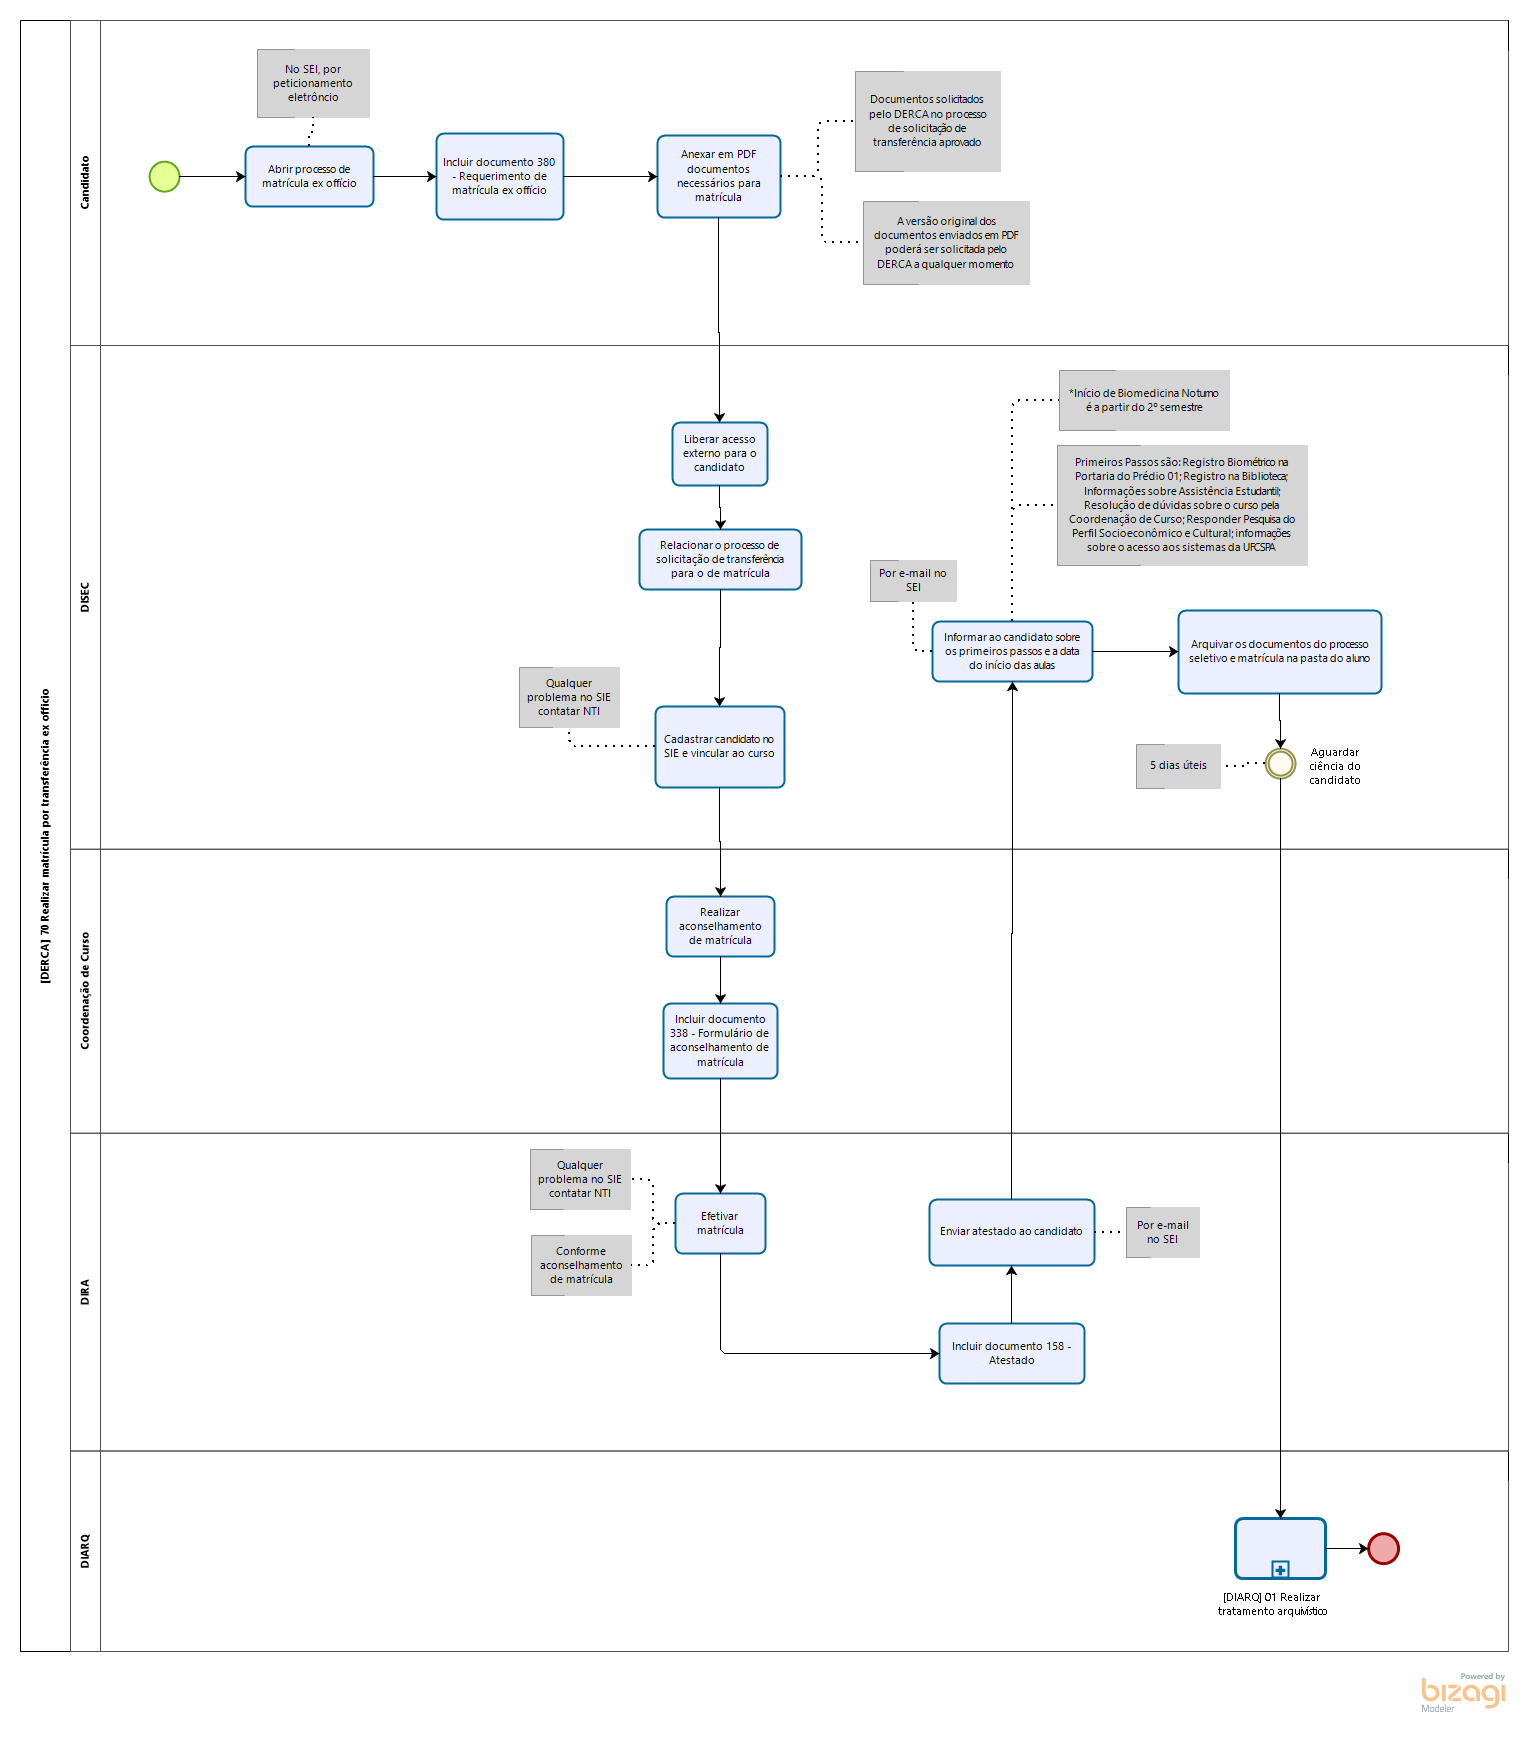 [DERCA] 70 Realizar matrícula por transferência ex offício
Candidato
No SEI, por
peticionamento
eletrôncio
Abrir processo de
matrícula ex offício
Incluir documento 380
- Requerimento de
matrícula ex offício
Anexar em PDF
documentos
necessários para
matrícula
Documentos solicitados
pelo DERCA no processo
de solicitação de
transferência aprovado
A versão original dos
documentos enviados em PDF
poderá ser solicitada pelo
DERCA a qualquer momento
DISEC
Liberar acesso
externo para o
candidato
Relacionar o processo de
solicitação de transferência
para o de matrícula
Qualquer
problema no SIE
contatar NTI
Cadastrar candidato no
SIE e vincular ao curso
*Início de Biomedicina Noturno
é a partir do 2º semestre
Primeiros Passos são: Registro Biométrico na
Portaria do Prédio 01; Registro na Biblioteca;
Informações sobre Assistência Estudantil;
Resolução de dúvidas sobre o curso pela
Coordenação de Curso; Responder Pesquisa do
Perfil Socioeconômico e Cultural; informações
sobre o acesso aos sistemas da UFCSPA
Por e-mail no
SEI
Informar ao candidato sobre
os primeiros passos e a data
do início das aulas
Arquivar os documentos do processo
seletivo e matrícula na pasta do aluno
5 dias úteis
Aguardar
ciência do
candidato
Coordenação de Curso
Realizar
aconselhamento
de matrícula
Incluir documento
338 - Formulário de
aconselhamento de
matrícula
DIRA
Qualquer
problema no SIE
contatar NTI
Conforme
aconselhamento
de matrícula
Efetivar
matrícula
Enviar atestado ao candidato
Por e-mail
no SEI
Incluir documento 158 -
Atestado
DIARQ
[DIARQ] 01 Realizar
tratamento arquivístico
Powered by
bizagi
Modeler